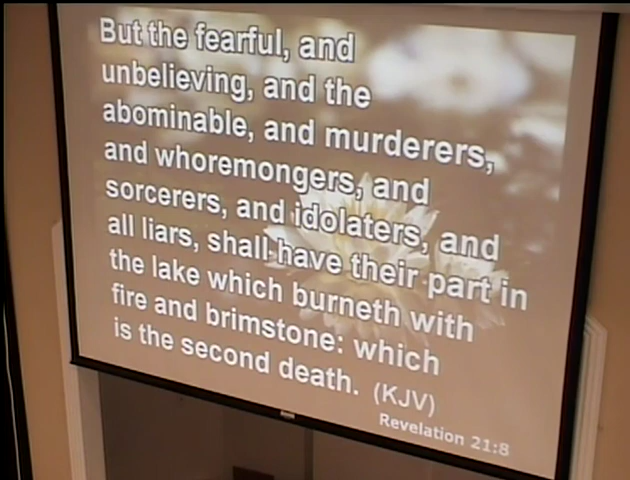 But the fearful, and
unbelieving, and the
abominable, and murderers,
and whoremongers, and
sorcerers, and idolaters, and
all liars, shall have their part in
the lake which burneth with
fire and brimstone: which
is the second death. (KJV)
Revelation 21:8